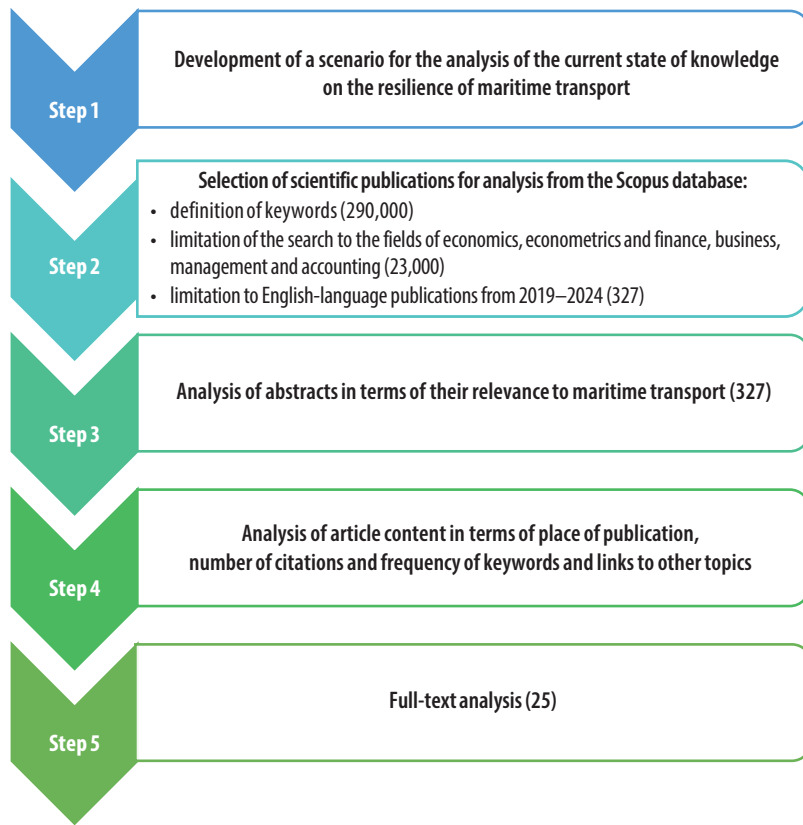 Step 1
Development of a scenario for the analysis of the current state of knowledge
on the resilience of maritime transport
Step 2
Selection of scientific publications for analysis from the Scopus database:
• definition of keywords (290,000)
• limitation of the search to the fields of economics, econometrics and finance, business,
management and accounting (23,000)
• limitation to English-language publications from 2019–2024 (327)
Step 3
Analysis of abstracts in terms of their relevance to maritime transport (327)
Step 4
Analysis of article content in terms of place of publication,
number of citations and frequency of keywords and links to other topics
Step 5
Full-text analysis (25)